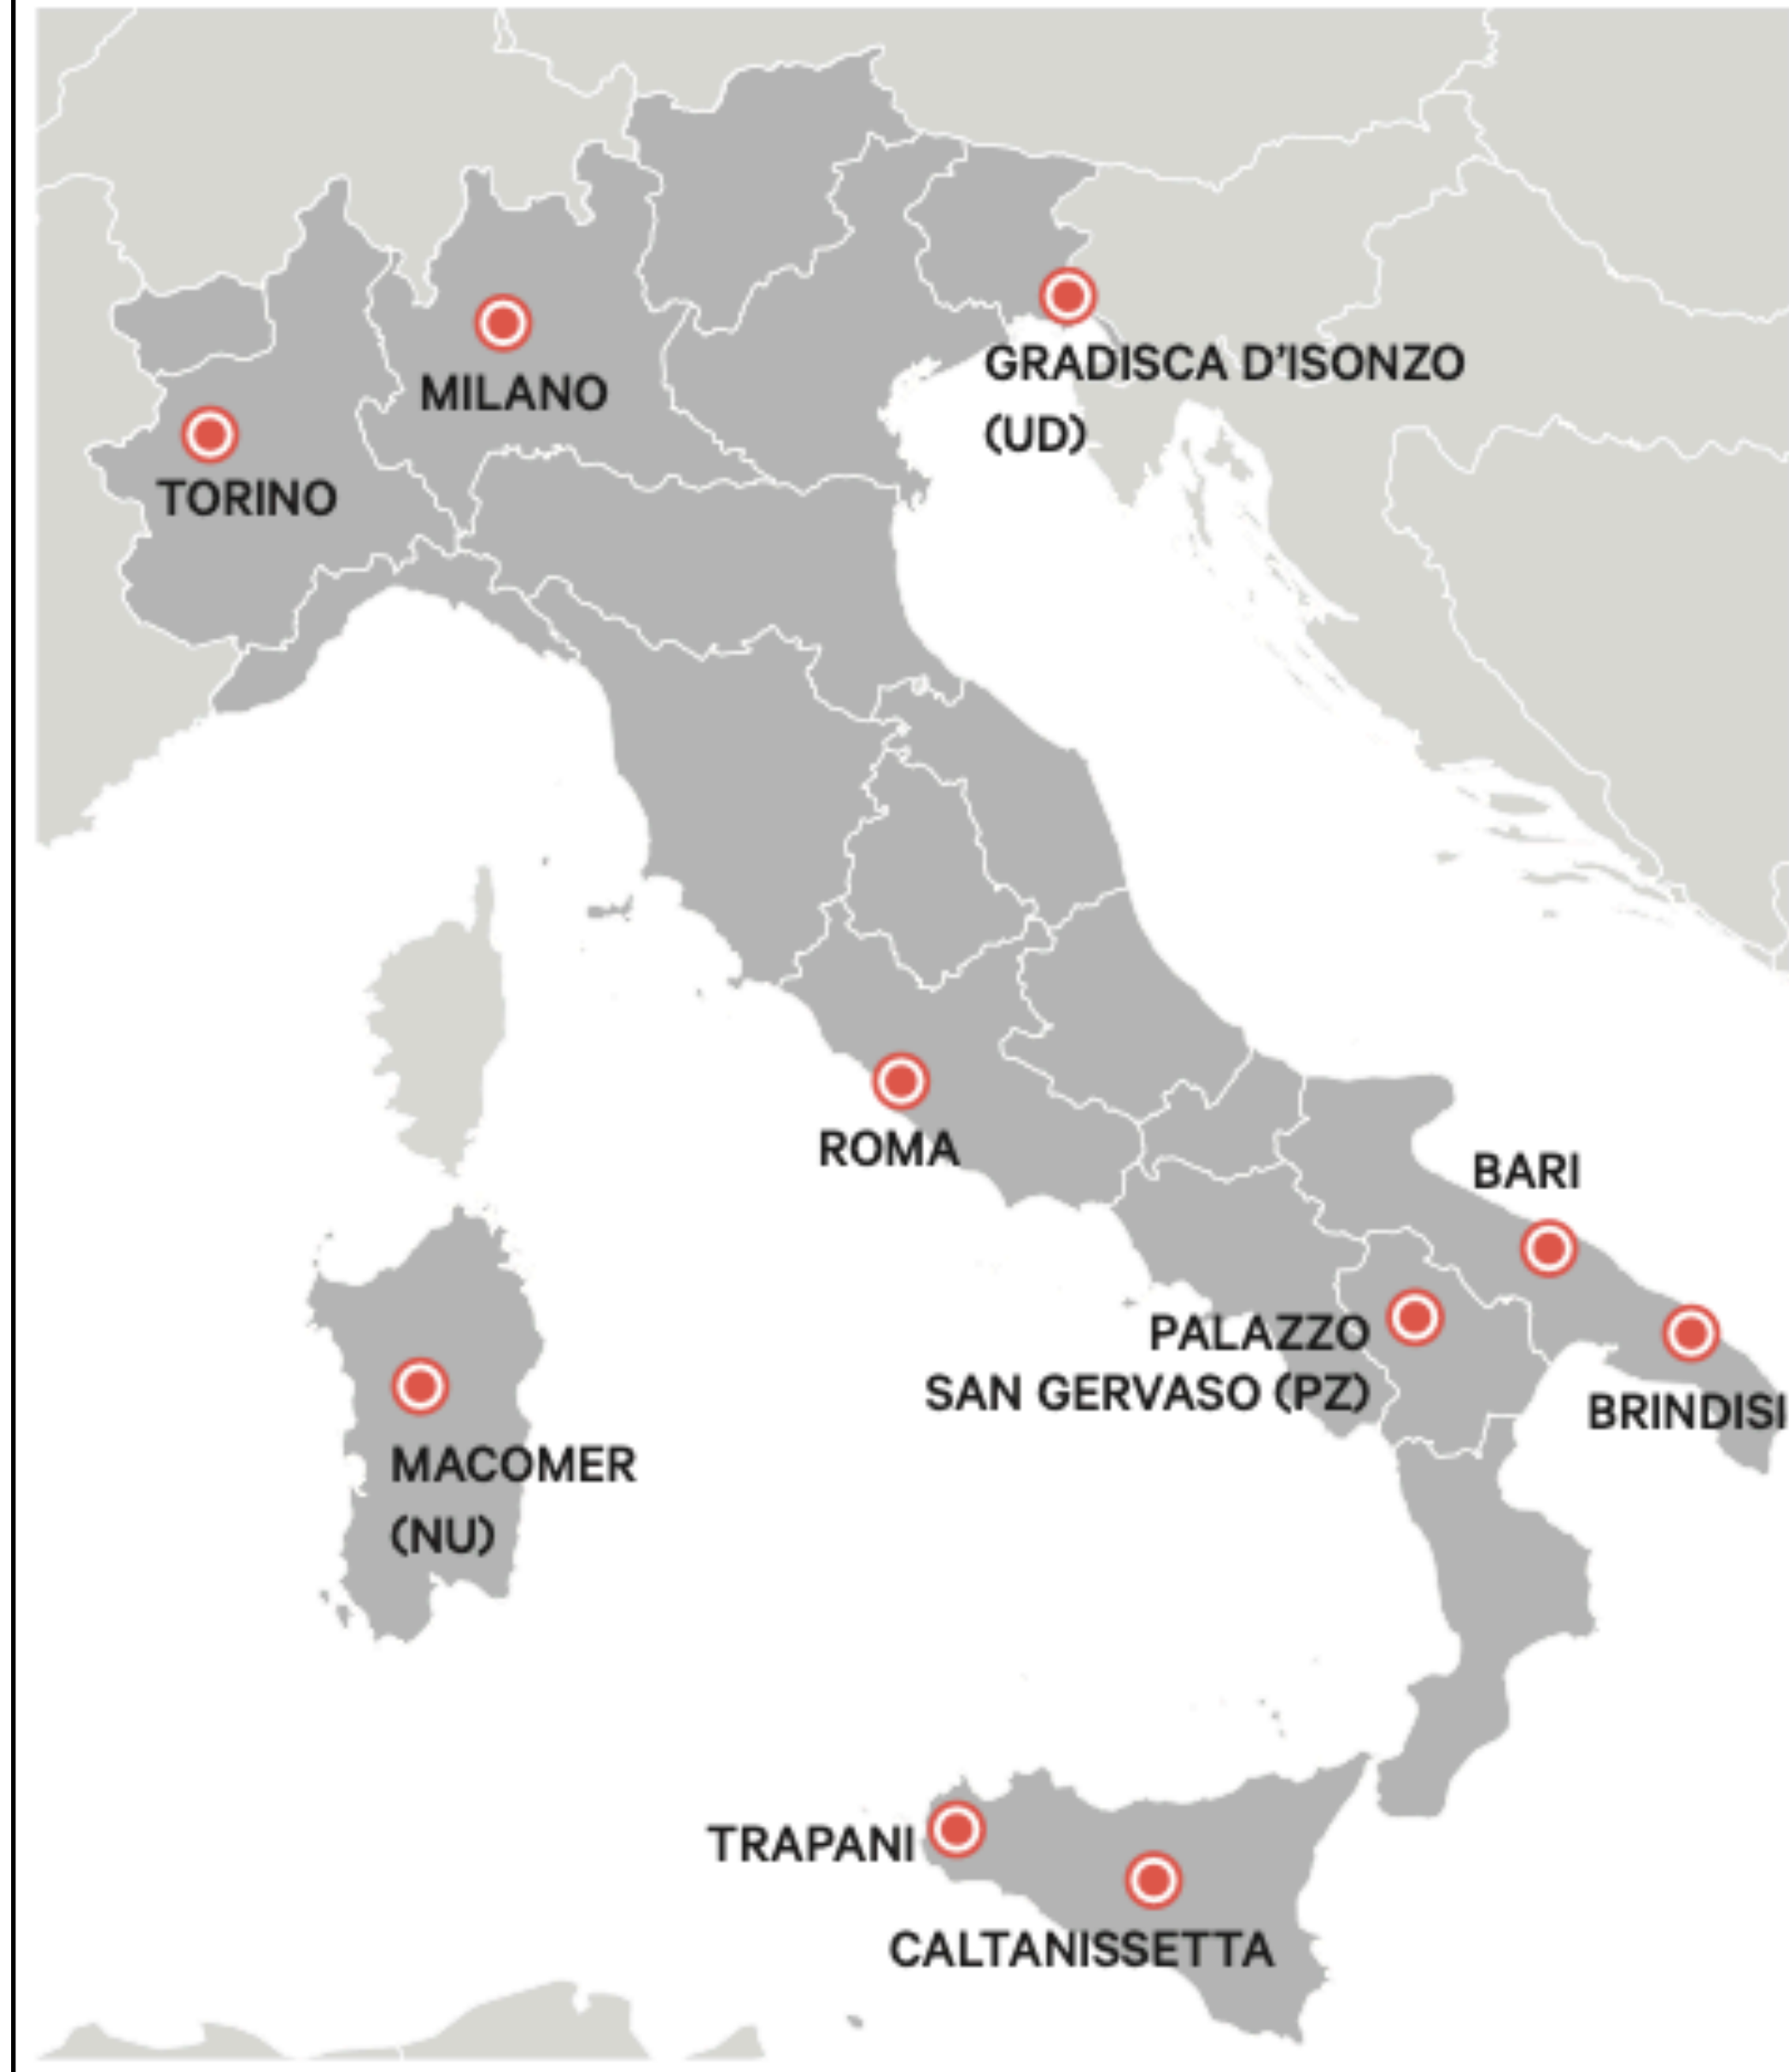 MILANO
GRADISCA D’ISONZO
(UD)
TORINO
ROMA
BARI
PALAZZO
SAN GERVASO (PZ)
BRINDISI
MACOMER
(NU)
TRAPANI
CALTANISSETTA